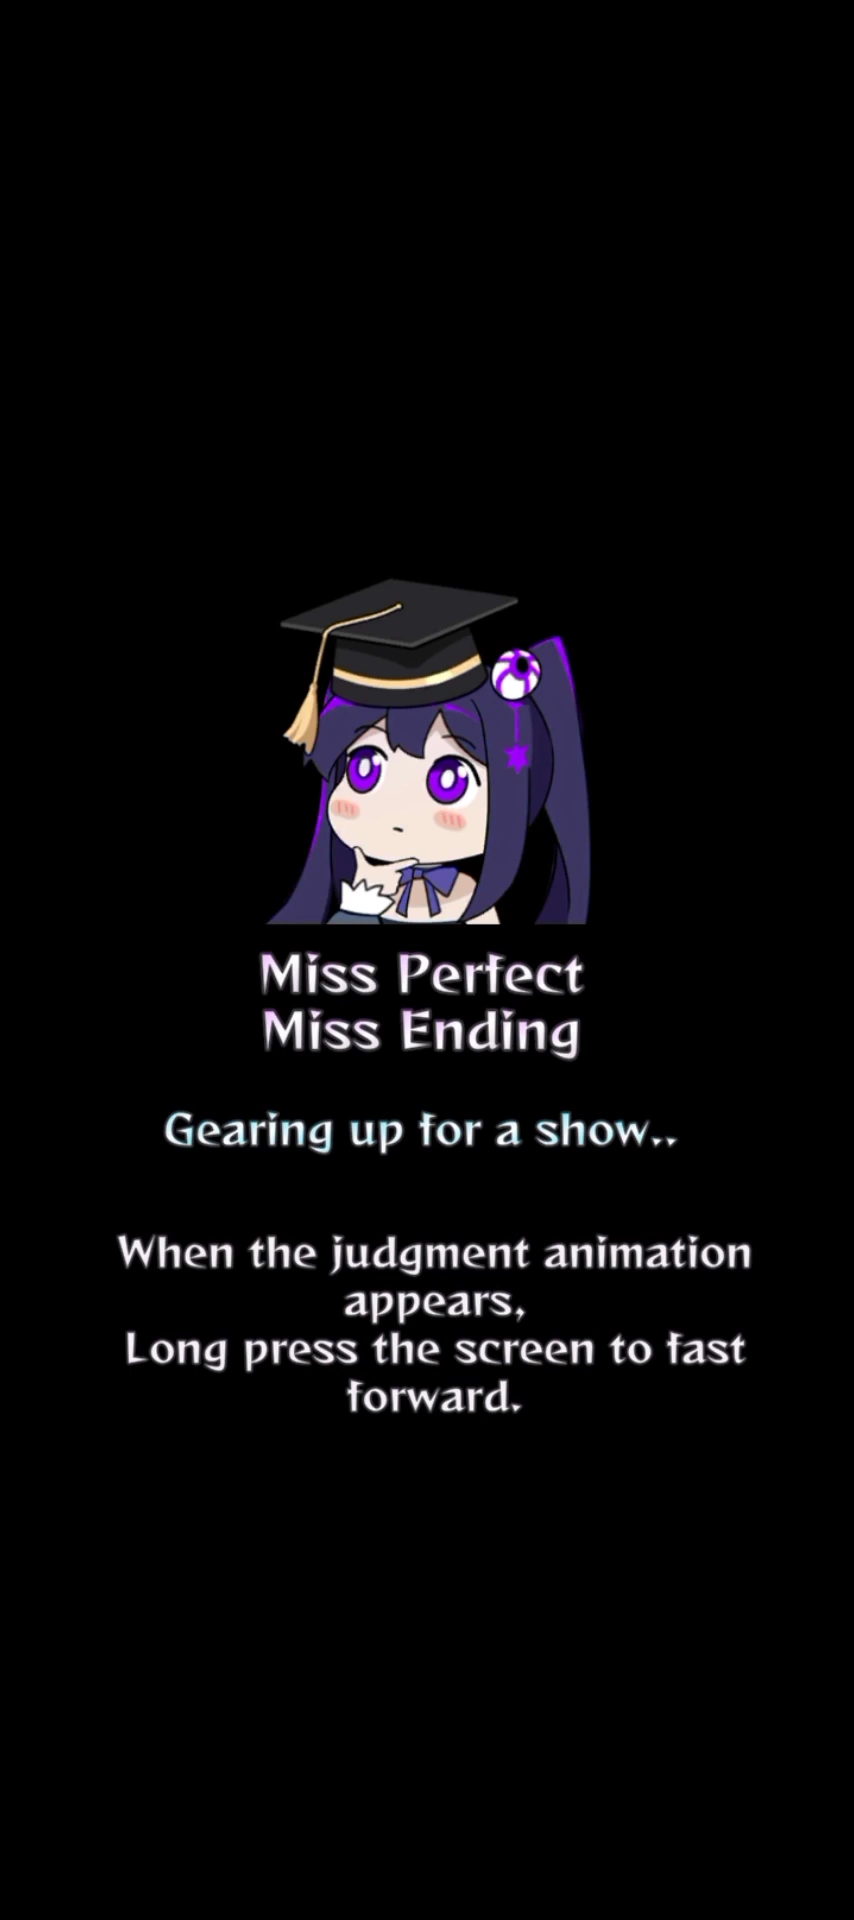 Miss Perfect
Miss Ending
Gearing up for a show..
When the judgment animation
appears,
Long press the screen to fast
forward.